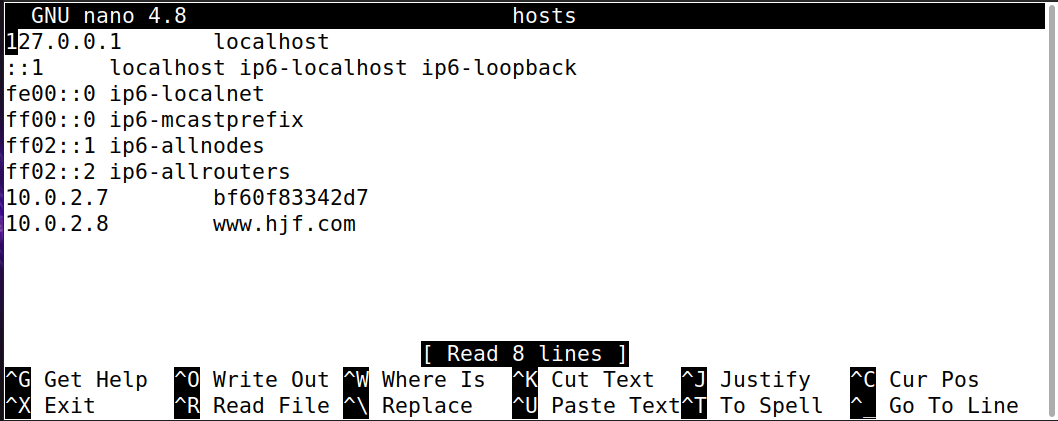 GNU nano 4.8 hosts
127.0.0.1 localhost
::1 localhost ip6-localhost ip6-loopback
fe00::0 ip6-localnet
ff00::0 ip6-mcastprefix
ff02::1 ip6-allnodes
ff02::2 ip6-allrouters
10.0.2.7 bf60f83342d7
10.0.2.8 www.hjf.com
[ Read 8 lines ]
^G Get Help ^O Write Out ^W Where Is ^K Cut Text ^J Justify ^C Cur Pos
^X Exit ^R Read File ^\ Replace ^U Paste Text ^T To Spell ^_ Go To Line